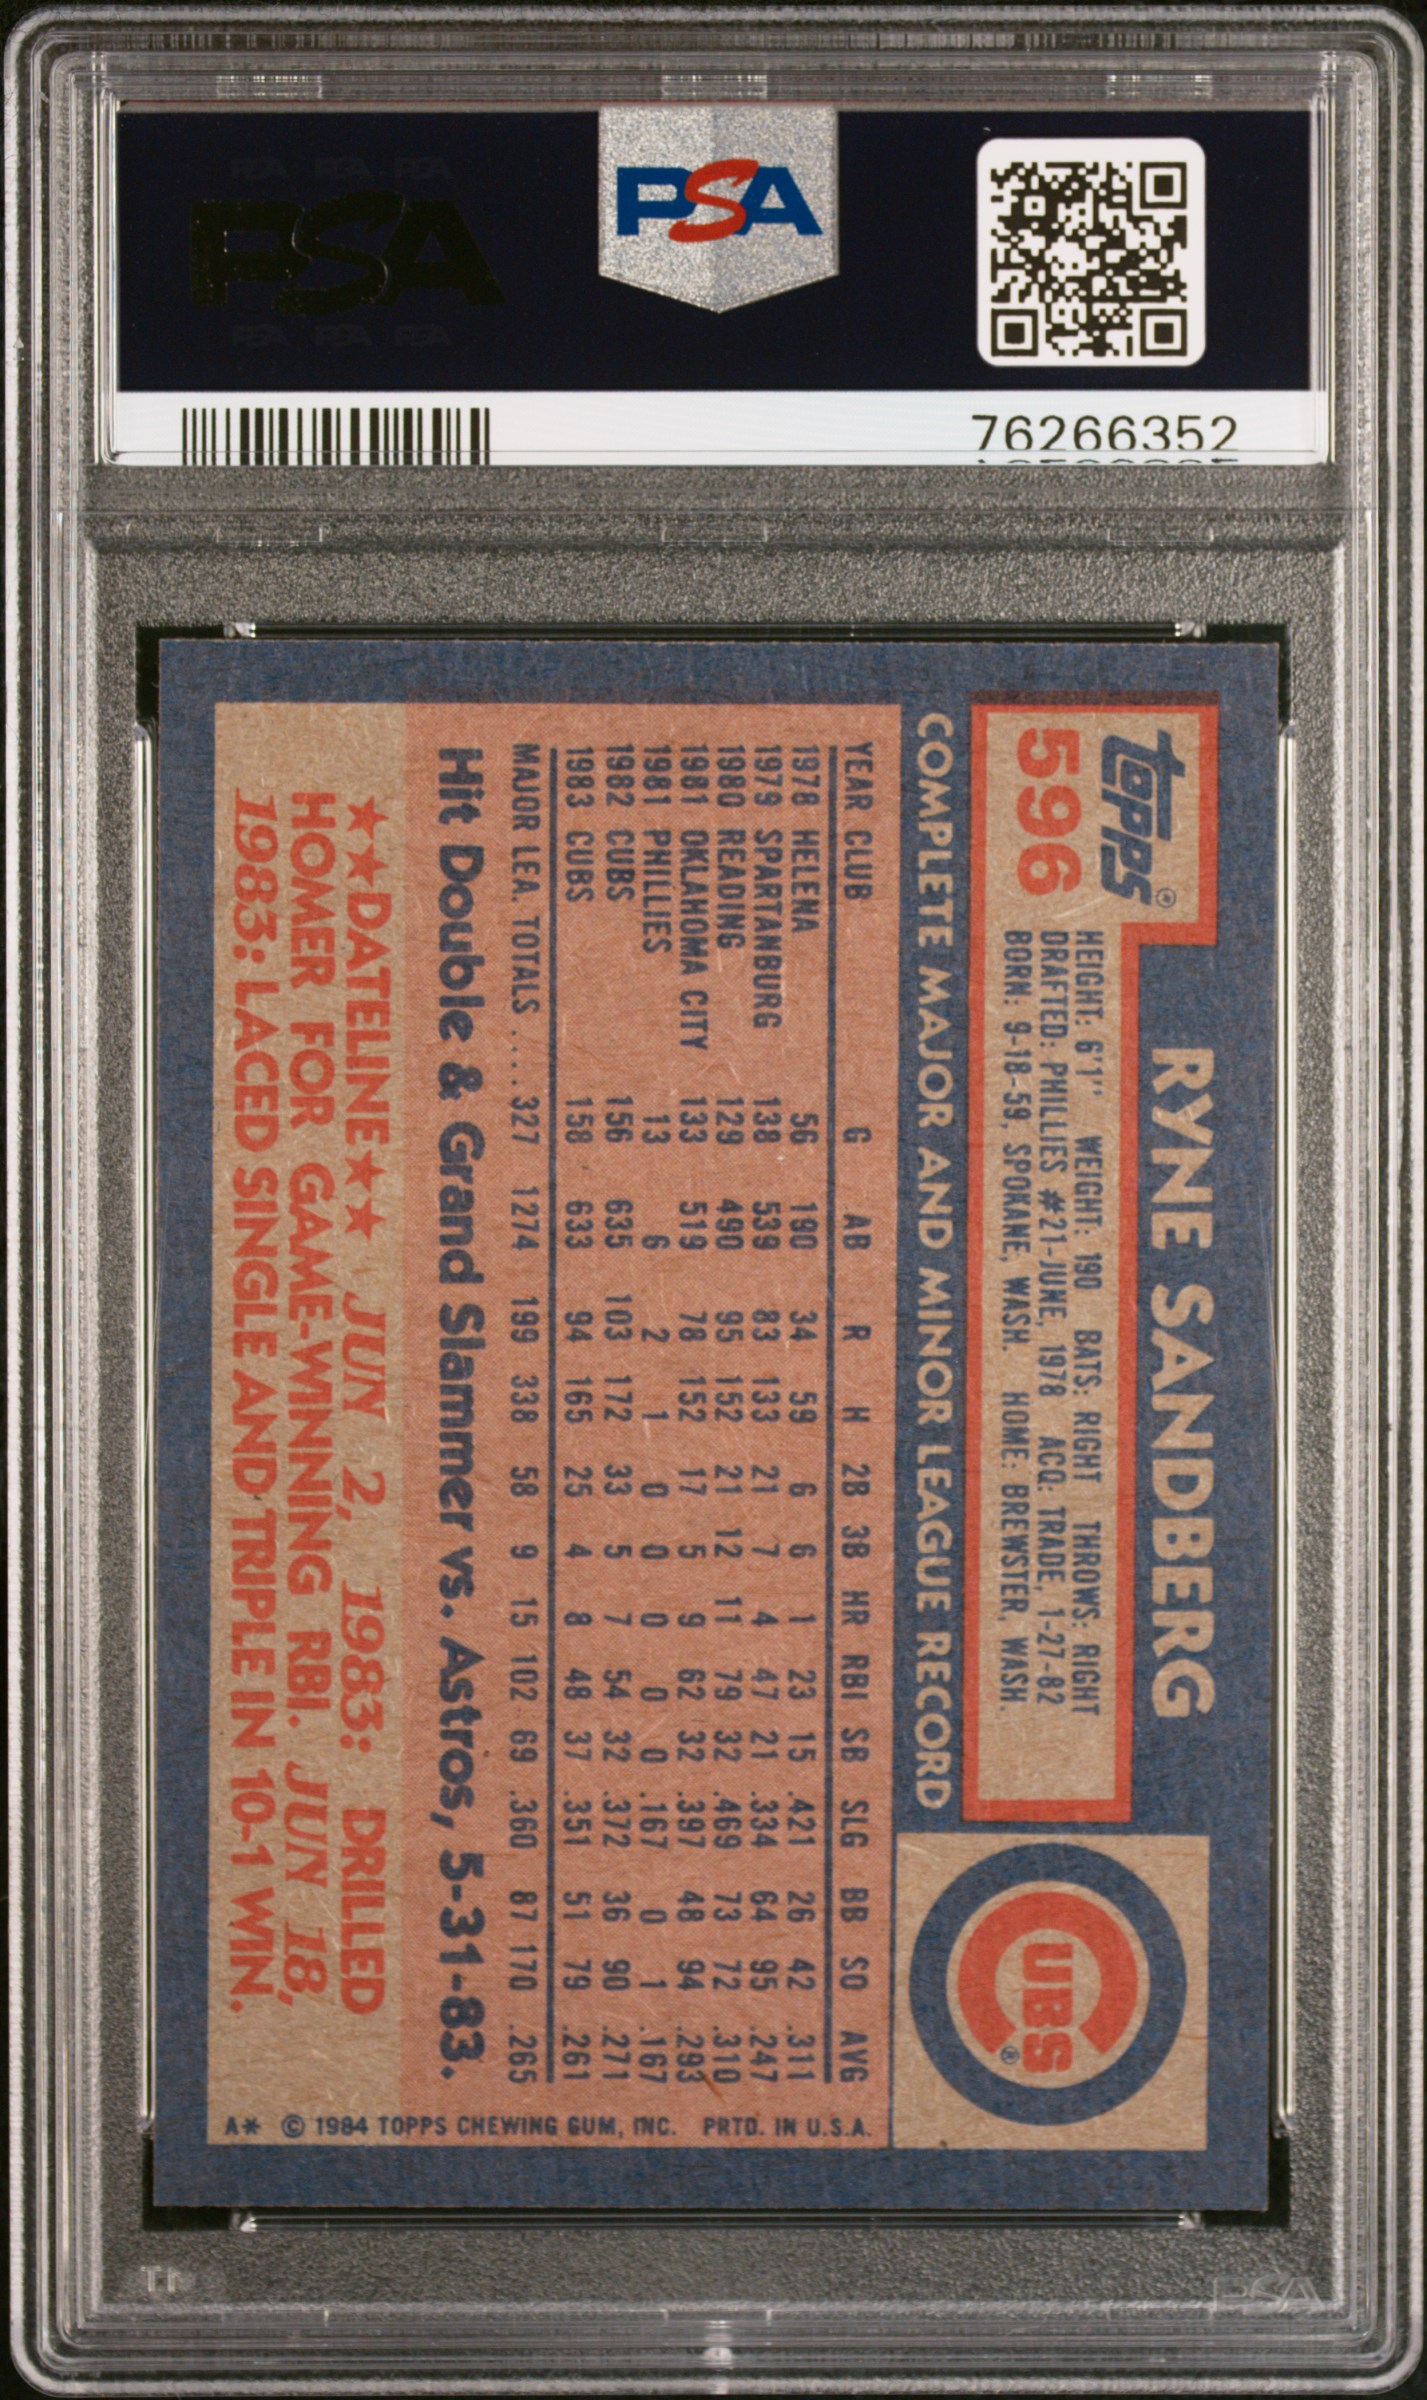 PSA PSA PSA
PSA
PSA PSA PSA
PSA
76266352
topps®
596
RYNE SANDBERG
HEIGHT: 6'1" WEIGHT: 190 BATS: RIGHT THROWS: RIGHT
DRAFTED: PHILLIES #21-JUNE, 1978 ACQ: TRADE, 1-27-82
BORN: 9-18-59, SPOKANE, WASH. HOME: BREWSTER, WASH.
CUBS®
COMPLETE MAJOR AND MINOR LEAGUE RECORD
YEAR CLUB G AB R H 2B 3B HR RBI SB SLG BB SO AVG
1978 HELENA 56 190 34 59 6 6 1 23 15 .421 26 42 .311
1979 SPARTANBURG 138 539 83 133 21 7 4 47 21 .334 64 95 .247
1980 READING 129 490 95 152 21 12 11 79 32 .469 73 72 .310
1981 OKLAHOMA CITY 133 519 78 152 17 5 9 62 32 .397 48 94 .293
1981 PHILLIES 13 6 2 1 0 0 0 0 0 .167 0 1 .167
1982 CUBS 156 635 103 172 33 5 7 54 32 .372 36 90 .271
1983 CUBS 158 633 94 165 25 4 8 48 37 .351 51 79 .261
MAJOR LEA. TOTALS .... 327 1274 199 338 58 9 15 102 69 .360 87 170 .265
Hit Double & Grand Slammer vs. Astros, 5-31-83.
★★DATELINE★★ JUN 2, 1983: DRILLED
HOMER FOR GAME-WINNING RBI. JUN 18,
1983: LACED SINGLE AND TRIPLE IN 10-1 WIN.
A* © 1984 TOPPS CHEWING GUM, INC. PRTD. IN U.S.A.
PSA